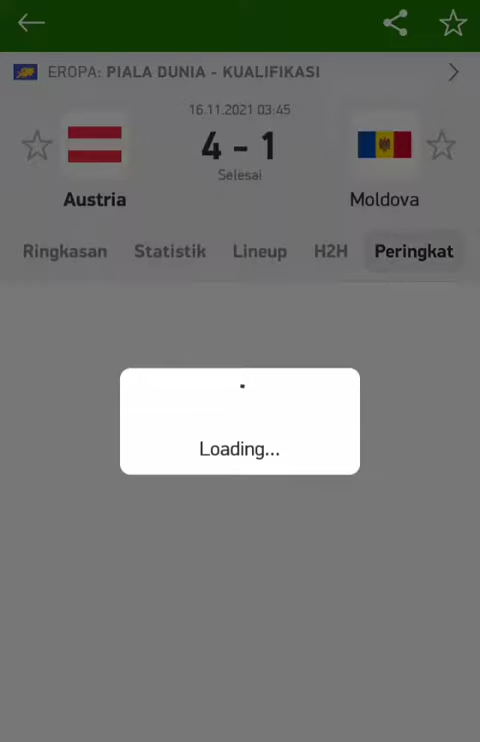 EROPA: PIALA DUNIA - KUALIFIKASI
16.11.2021 03:45
4 - 1
Selesai
Austria
Moldova
Ringkasan
Statistik
Lineup
H2H
Peringkat
Loading...